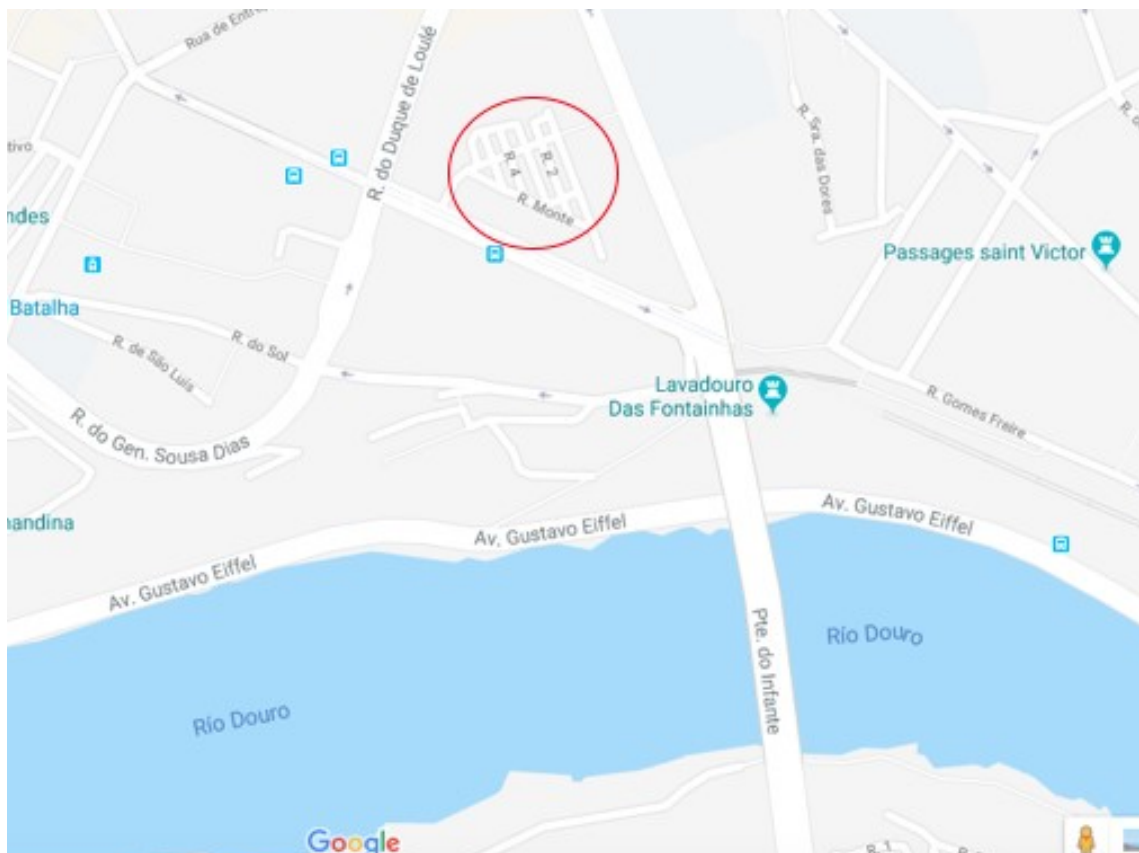 Rua de Entre
R. do Duque de Loulé
tivo
R. 4
R. 2
R. Monte
R. Sra. das Dores
ndes
Passages saint Victor
Batalha
R. de São Luís
R. do Sol
Lavadouro
Das Fontainhas
R. Gomes Freire
R. do Gen. Sousa Dias
nandina
Av. Gustavo Eiffel
Av. Gustavo Eiffel
Av. Gustavo Eiffel
Pte. do Infante
Río Douro
Río Douro
Google
R. 1